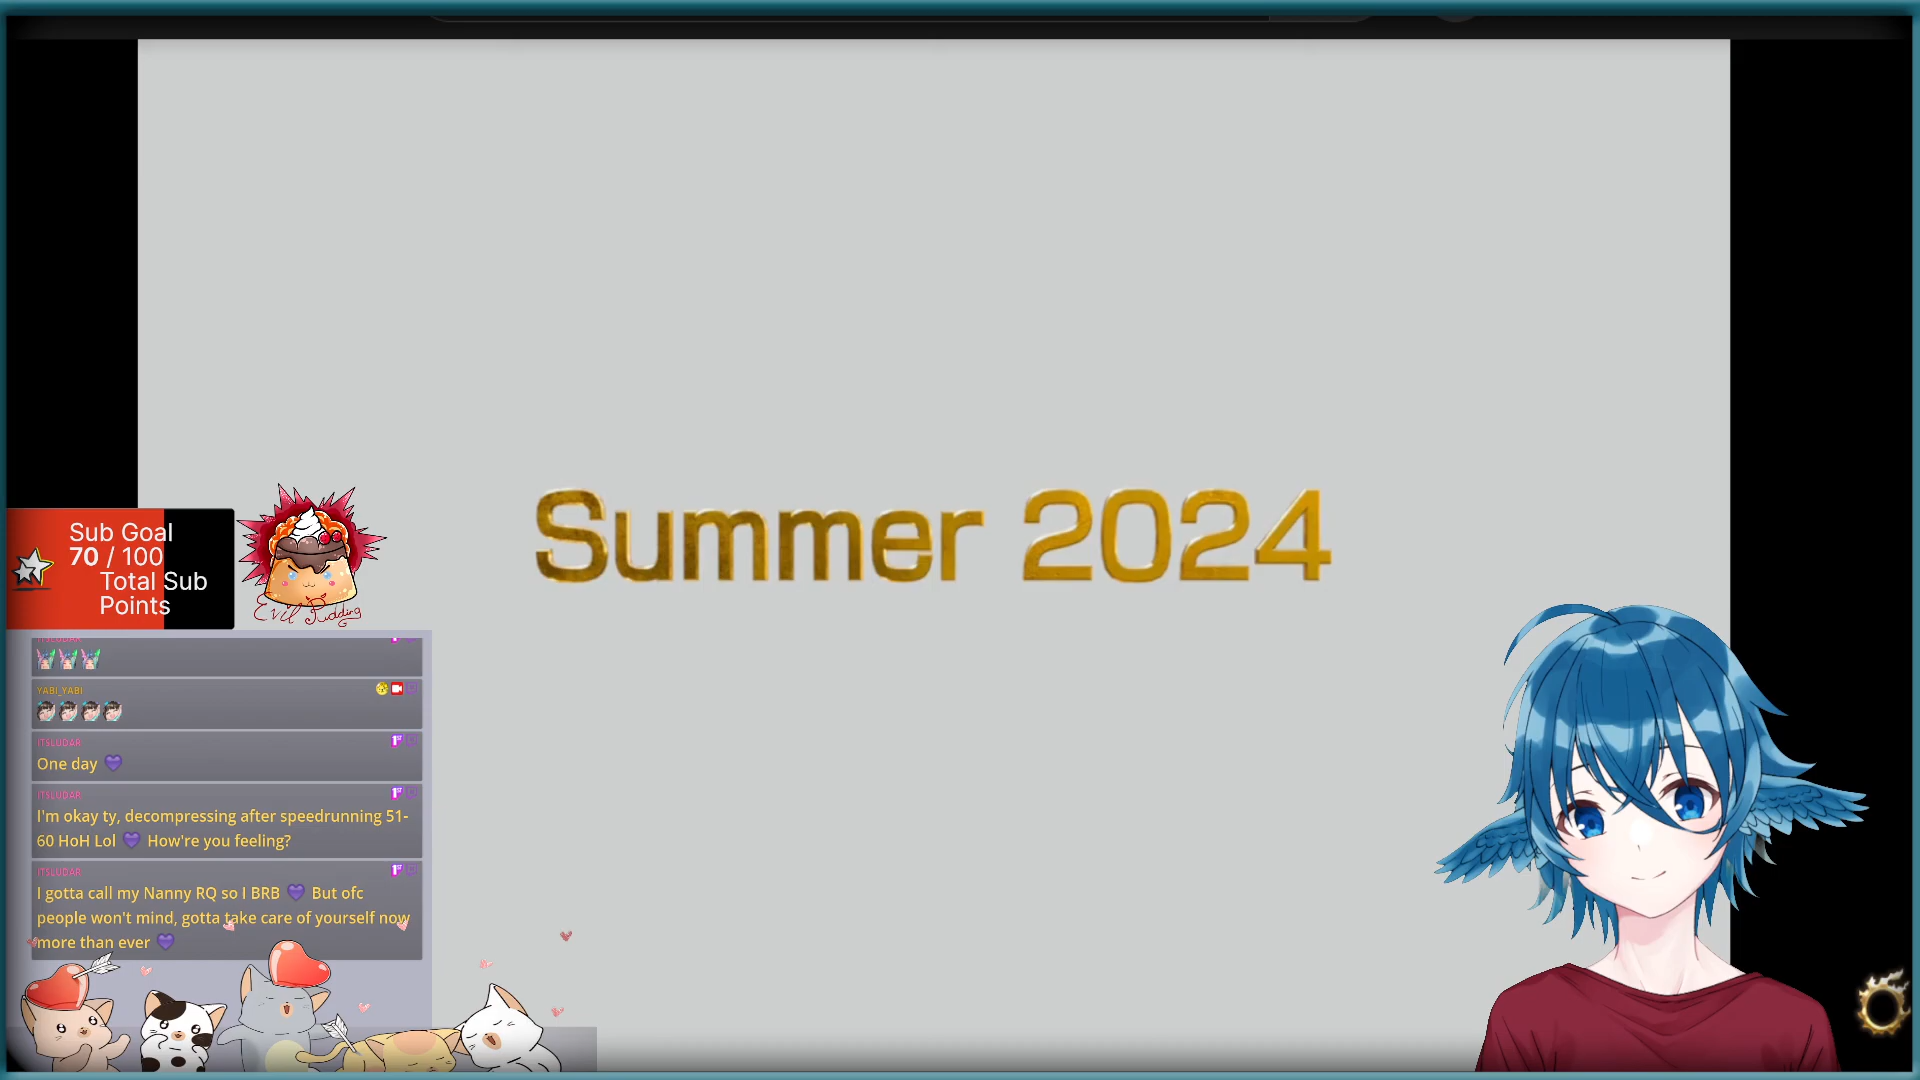 Summer 2024
Sub Goal
70 / 100
Total Sub
Points
Evil Pudding
ITSLUDAR
YABI_YABI
ITSLUDAR
One day
ITSLUDAR
I'm okay ty, decompressing after speedrunning 51-
60 HoH Lol How're you feeling?
ITSLUDAR
I gotta call my Nanny RQ so I BRB But ofc
people won't mind, gotta take care of yourself now
more than ever